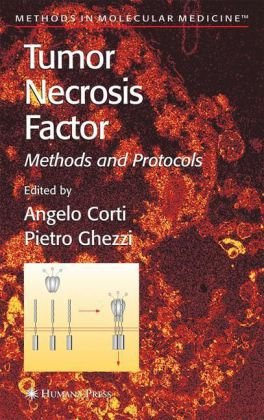 METHODS IN MOLECULAR MEDICINE™
Tumor
Necrosis
Factor
Methods and Protocols
Edited by
Angelo Corti
Pietro Ghezzi
HUMANA PRESS